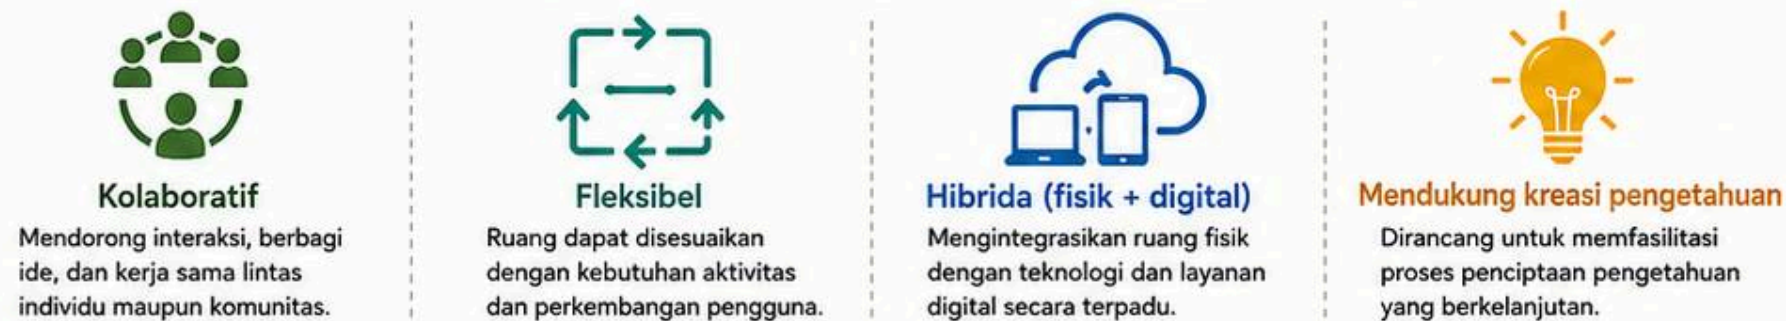 Kolaboratif
Mendorong interaksi, berbagi
ide, dan kerja sama lintas
individu maupun komunitas.
Fleksibel
Ruang dapat disesuaikan
dengan kebutuhan aktivitas
dan perkembangan pengguna.
Hibrida (fisik + digital)
Mengintegrasikan ruang fisik
dengan teknologi dan layanan
digital secara terpadu.
Mendukung kreasi pengetahuan
Dirancang untuk memfasilitasi
proses penciptaan pengetahuan
yang berkelanjutan.